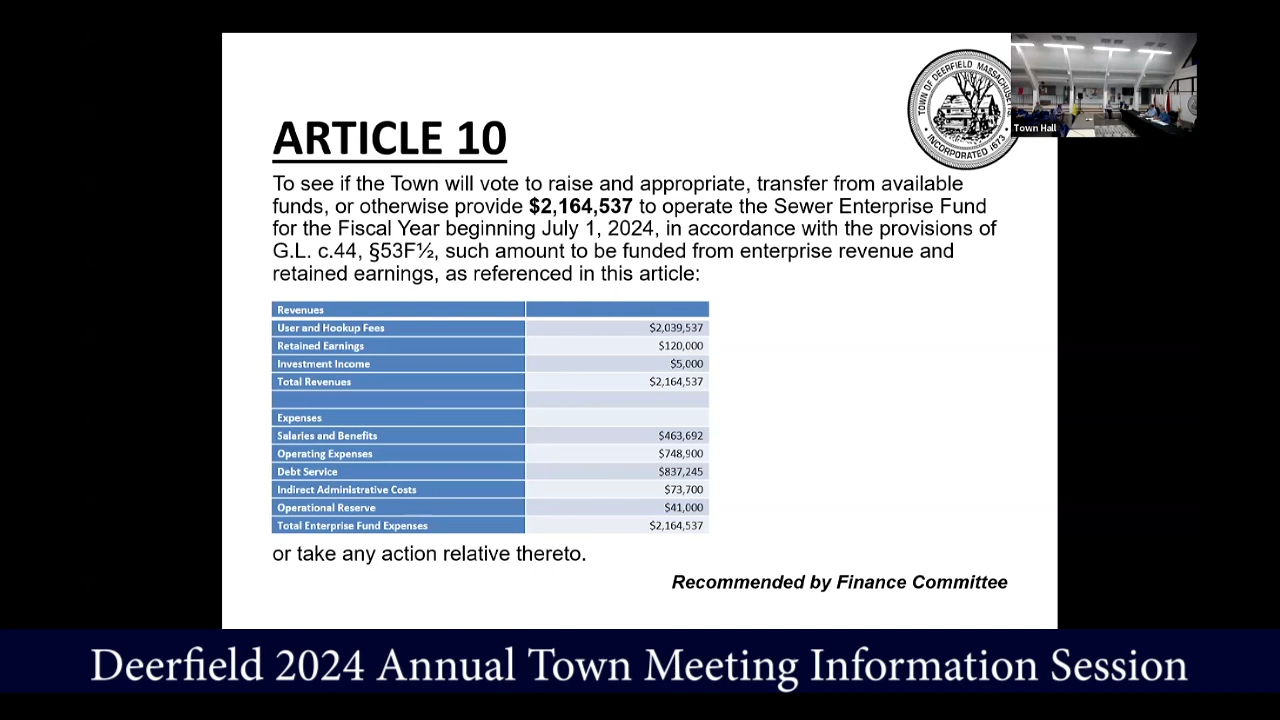 TOWN OF DEERFIELD MASSACHUSE
INCORPORATED 1673
Town Hall
ARTICLE 10
To see if the Town will vote to raise and appropriate, transfer from available
funds, or otherwise provide $2,164,537 to operate the Sewer Enterprise Fund
for the Fiscal Year beginning July 1, 2024, in accordance with the provisions of
G.L. c.44, §53F½, such amount to be funded from enterprise revenue and
retained earnings, as referenced in this article:
Revenues
User and Hookup Fees $2,039,537
Retained Earnings $120,000
Investment Income $5,000
Total Revenues $2,164,537
Expenses
Salaries and Benefits $463,692
Operating Expenses $748,900
Debt Service $837,245
Indirect Administrative Costs $73,700
Operational Reserve $41,000
Total Enterprise Fund Expenses $2,164,537
or take any action relative thereto.
Recommended by Finance Committee
Deerfield 2024 Annual Town Meeting Information Session